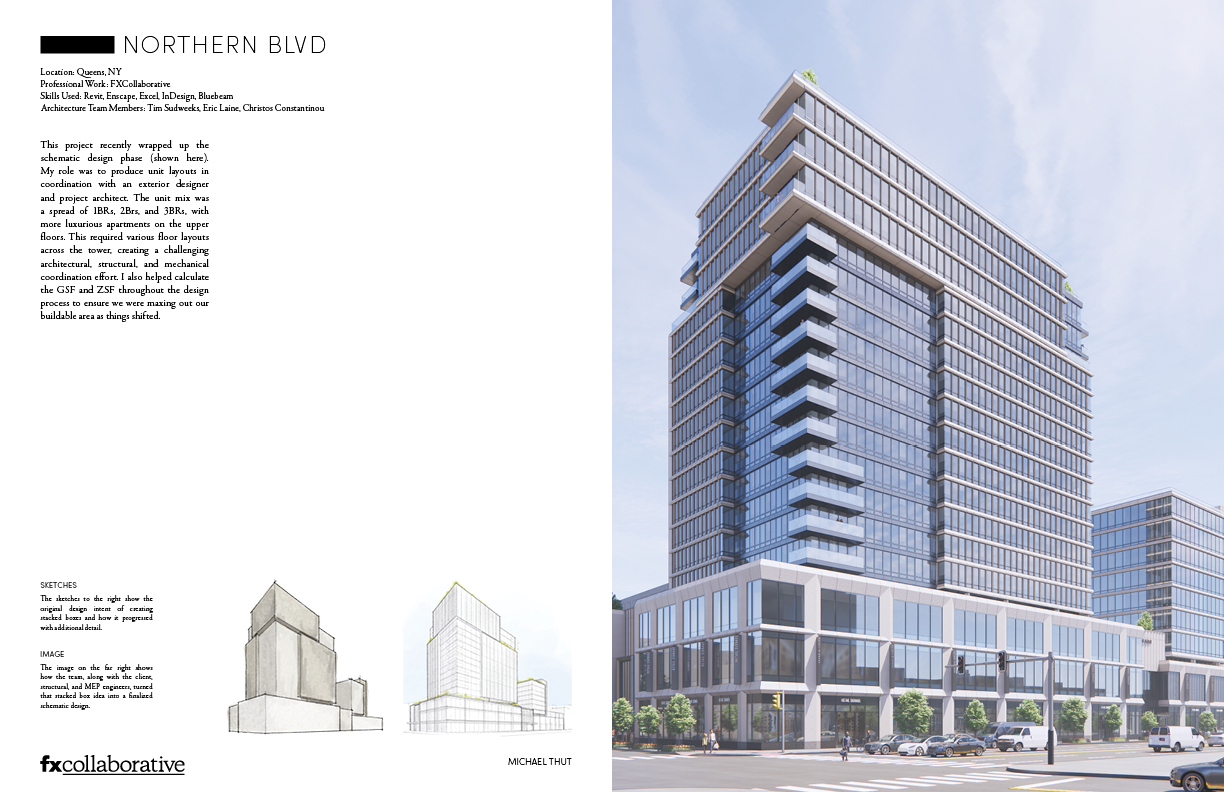 NORTHERN BLVD
Location: Queens, NY
Professional Work: FXCollaborative
Skills Used: Revit, Enscape, Excel, InDesign, Bluebeam
Architecture Team Members: Tim Sudweeks, Eric Laine, Christos Constantinou
This project recently wrapped up the
schematic design phase (shown here).
My role was to produce unit layouts in
coordination with an exterior designer
and project architect. The unit mix was
a spread of 1BRs, 2Brs, and 3BRs, with
more luxurious apartments on the upper
floors. This required various floor layouts
across the tower, creating a challenging
architectural, structural, and mechanical
coordination effort. I also helped calculate
the GSF and ZSF throughout the design
process to ensure we were maxing out our
buildable area as things shifted.
SKETCHES
The sketches to the right show the
original design intent of creating
stacked boxes and how it progressed
with additional detail.
IMAGE
The image on the far right shows
how the team, along with the client,
structural, and MEP engineers, turned
that stacked box idea into a finalized
schematic design.
fxcollaborative
MICHAEL THUT